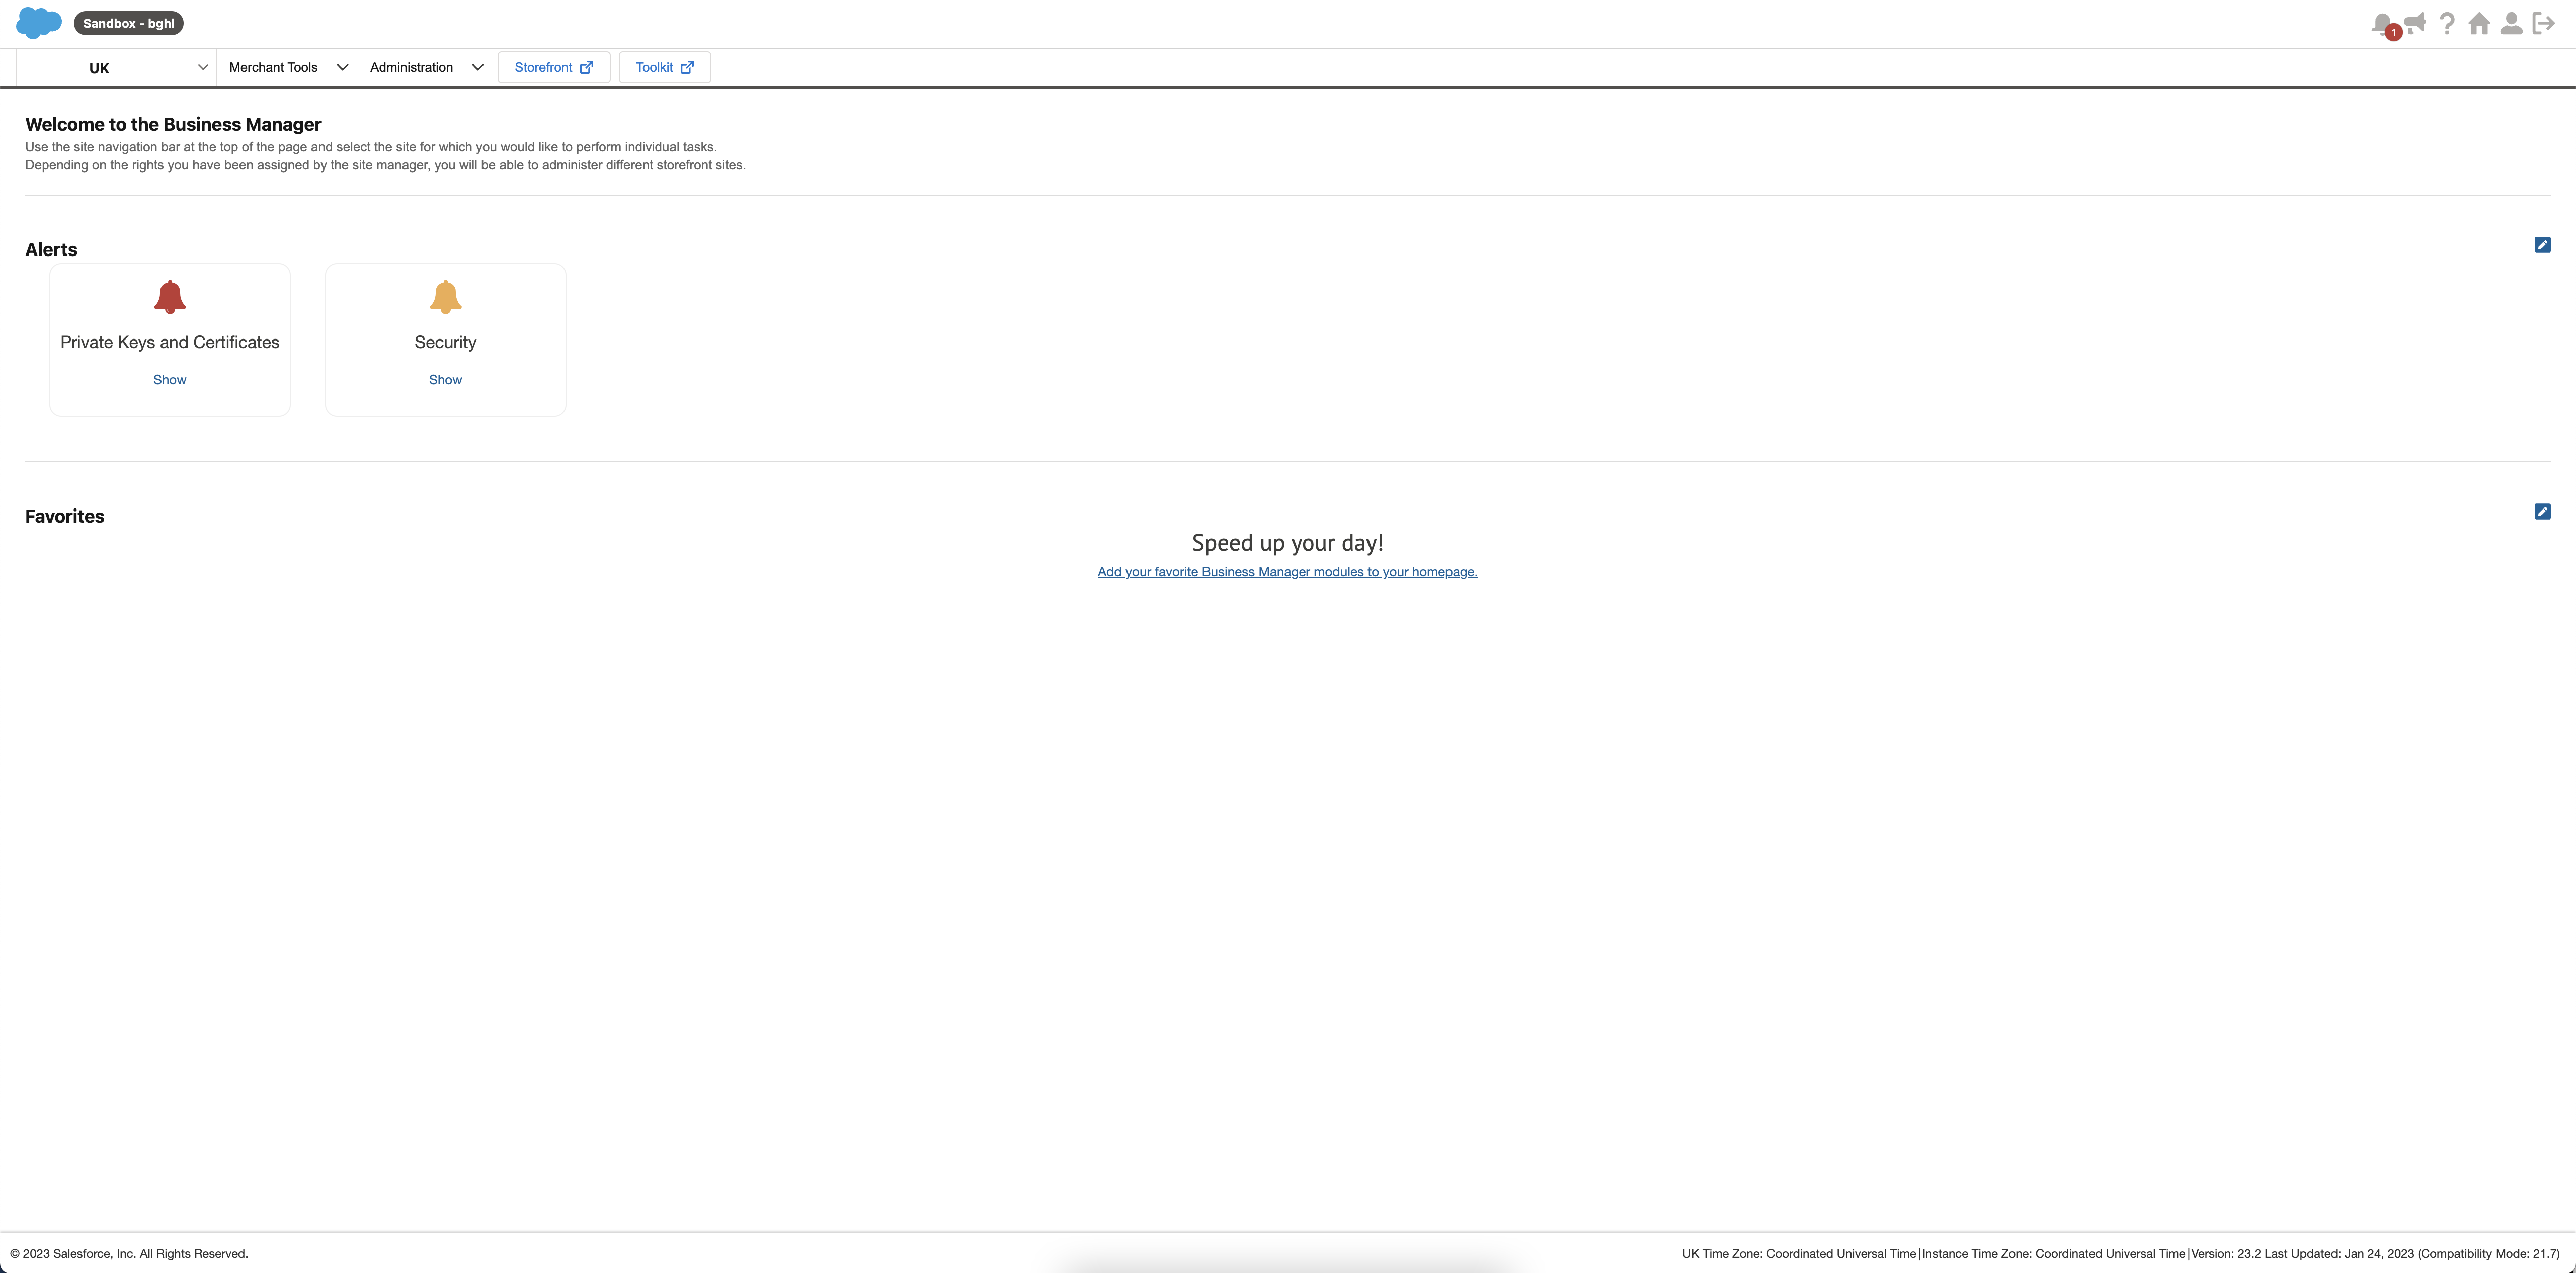 Sandbox - bghl
1
UK
Merchant Tools
Administration
Storefront
Toolkit
Welcome to the Business Manager
Use the site navigation bar at the top of the page and select the site for which you would like to perform individual tasks.
Depending on the rights you have been assigned by the site manager, you will be able to administer different storefront sites.
Alerts
Private Keys and Certificates
Show
Security
Show
Favorites
Speed up your day!
Add your favorite Business Manager modules to your homepage.
© 2023 Salesforce, Inc. All Rights Reserved.
UK Time Zone: Coordinated Universal Time|Instance Time Zone: Coordinated Universal Time|Version: 23.2 Last Updated: Jan 24, 2023 (Compatibility Mode: 21.7)